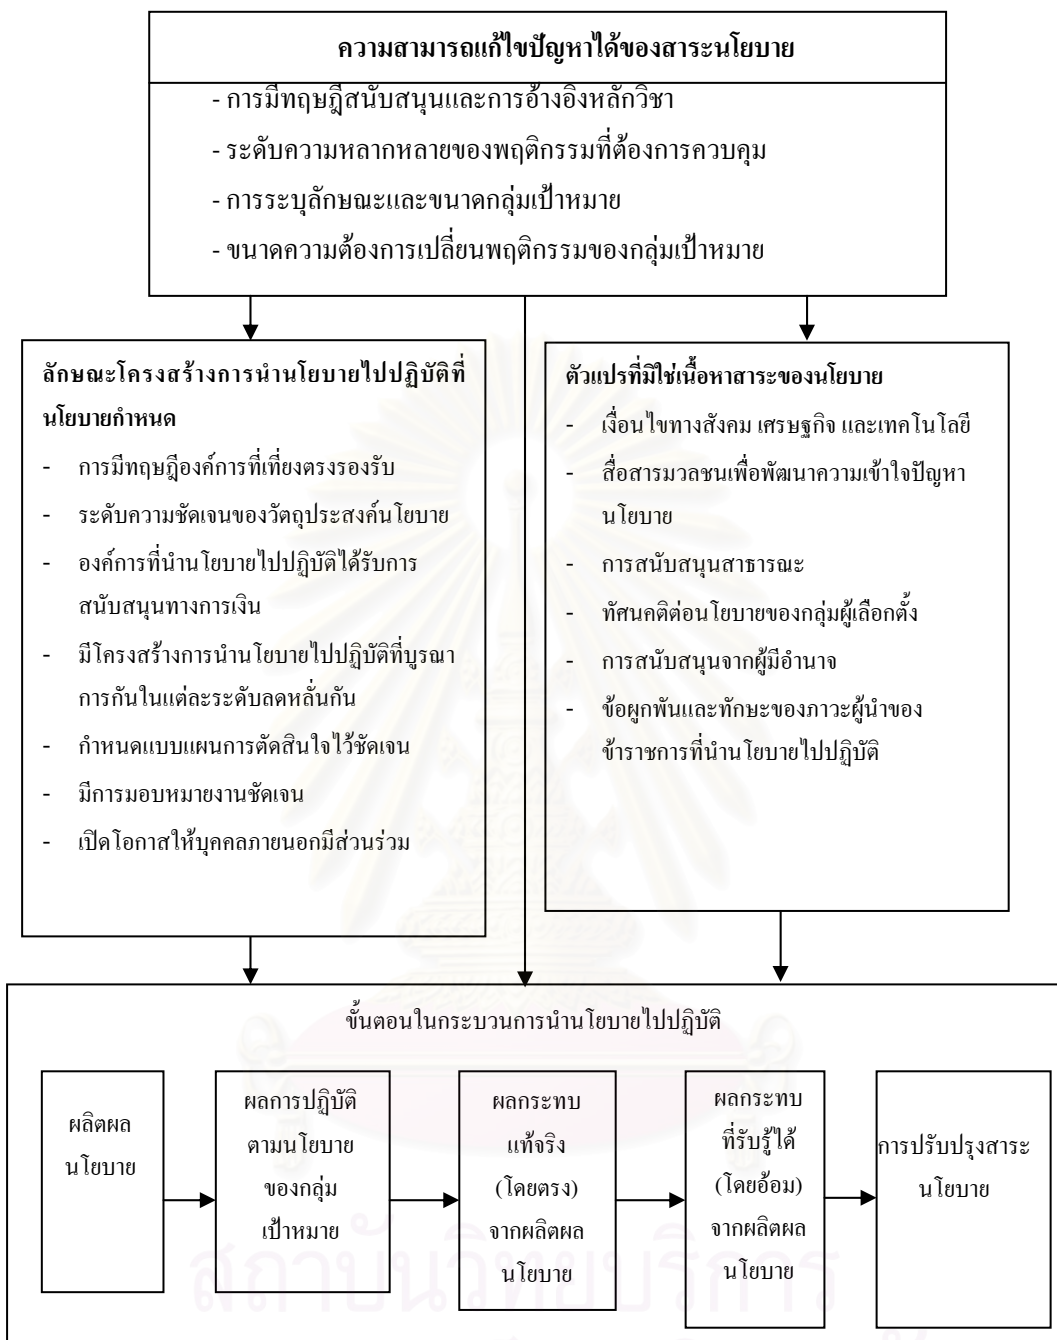 ความสามารถแก้ไขปัญหาได้ของสาระนโยบาย
- การมีทฤษฎีสนับสนุนและการอ้างอิงหลักวิชา
- ระดับความหลากหลายของพฤติกรรมที่ต้องการควบคุม
- การระบุลักษณะและขนาดกลุ่มเป้าหมาย
- ขนาดความต้องการเปลี่ยนพฤติกรรมของกลุ่มเป้าหมาย
ลักษณะโครงสร้างการนำนโยบายไปปฏิบัติที่
นโยบายกำหนด
- การมีทฤษฎีองค์การที่เที่ยงตรงรองรับ
- ระดับความชัดเจนของวัตถุประสงค์นโยบาย
- องค์การที่นำนโยบายไปปฏิบัติได้รับการ
สนับสนุนทางการเงิน
- มีโครงสร้างการนำนโยบายไปปฏิบัติที่บูรณา
การกันในแต่ละระดับลดหลั่นกัน
- กำหนดแบบแผนการตัดสินใจไว้ชัดเจน
- มีการมอบหมายงานชัดเจน
- เปิดโอกาสให้บุคคลภายนอกมีส่วนร่วม
ตัวแปรที่มิใช่เนื้อหาสาระของนโยบาย
- เงื่อนไขทางสังคม เศรษฐกิจ และเทคโนโลยี
- สื่อสารมวลชนเพื่อพัฒนาความเข้าใจปัญหา
นโยบาย
- การสนับสนุนสาธารณะ
- ทัศนคติต่อนโยบายของกลุ่มผู้เลือกตั้ง
- การสนับสนุนจากผู้มีอำนาจ
- ข้อผูกพันและทักษะของภาวะผู้นำของ
ข้าราชการที่นำนโยบายไปปฏิบัติ
ขั้นตอนในกระบวนการนำนโยบายไปปฏิบัติ
ผลิตผล
นโยบาย
ผลการปฏิบัติ
ตามนโยบาย
ของกลุ่ม
เป้าหมาย
ผลกระทบ
แท้จริง
(โดยตรง)
จากผลิตผล
นโยบาย
ผลกระทบ
ที่รับรู้ได้
(โดยอ้อม)
จากผลิตผล
นโยบาย
การปรับปรุงสาระ
นโยบาย
สถาบันวิทยบริการ